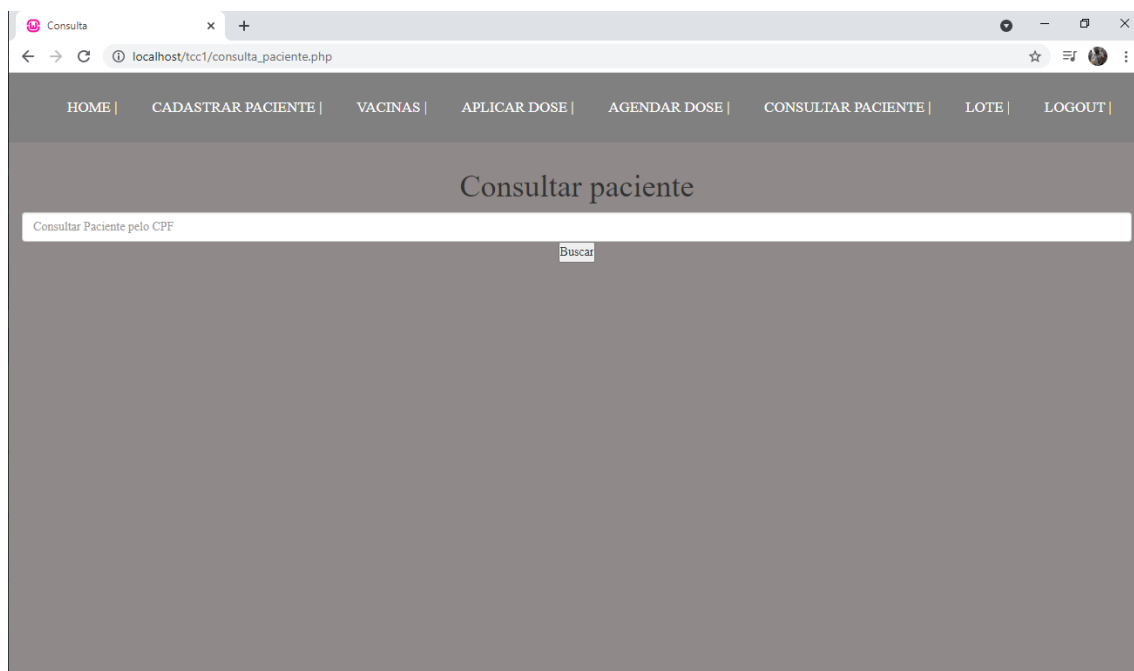 Consulta
localhost/tcc1/consulta_paciente.php
HOME | CADASTRAR PACIENTE | VACINAS | APLICAR DOSE | AGENDAR DOSE | CONSULTAR PACIENTE | LOTE | LOGOUT |
Consultar paciente
Consultar Paciente pelo CPF
Buscar